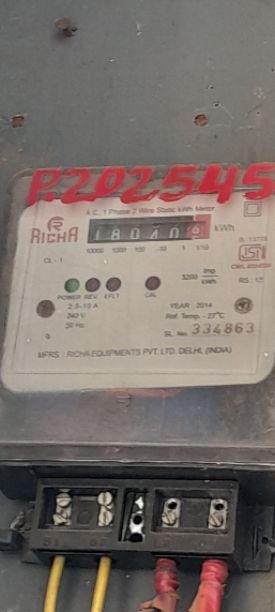 P.202545
A.C. 1 Phase 2 Wire Static kWh Meter
RICHA
kWh
10000 1000 100 10 1 1/10
CL - 1
ISI
3200 Imp kWh
POWER REV. EFLT CAL
2.5-10 A
YEAR 2014
240 V
Ref. Temp. - 27°C
50 Hz
SL. No. 334863
MFRS. : RICHA EQUIPMENTS PVT. LTD. DELHI, (INDIA)